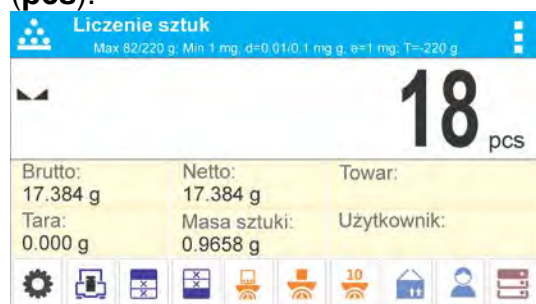 (pcs).
Liczenie sztuk
Max 82/220 g; Min 1 mg; d=0.01/0.1 mg g; e=1 mg; T=-220 g
18 pcs
Brutto: Netto: Towar:
17.384 g 17.384 g
Tara: Masa sztuki: Użytkownik:
0.000 g 0.9658 g
10